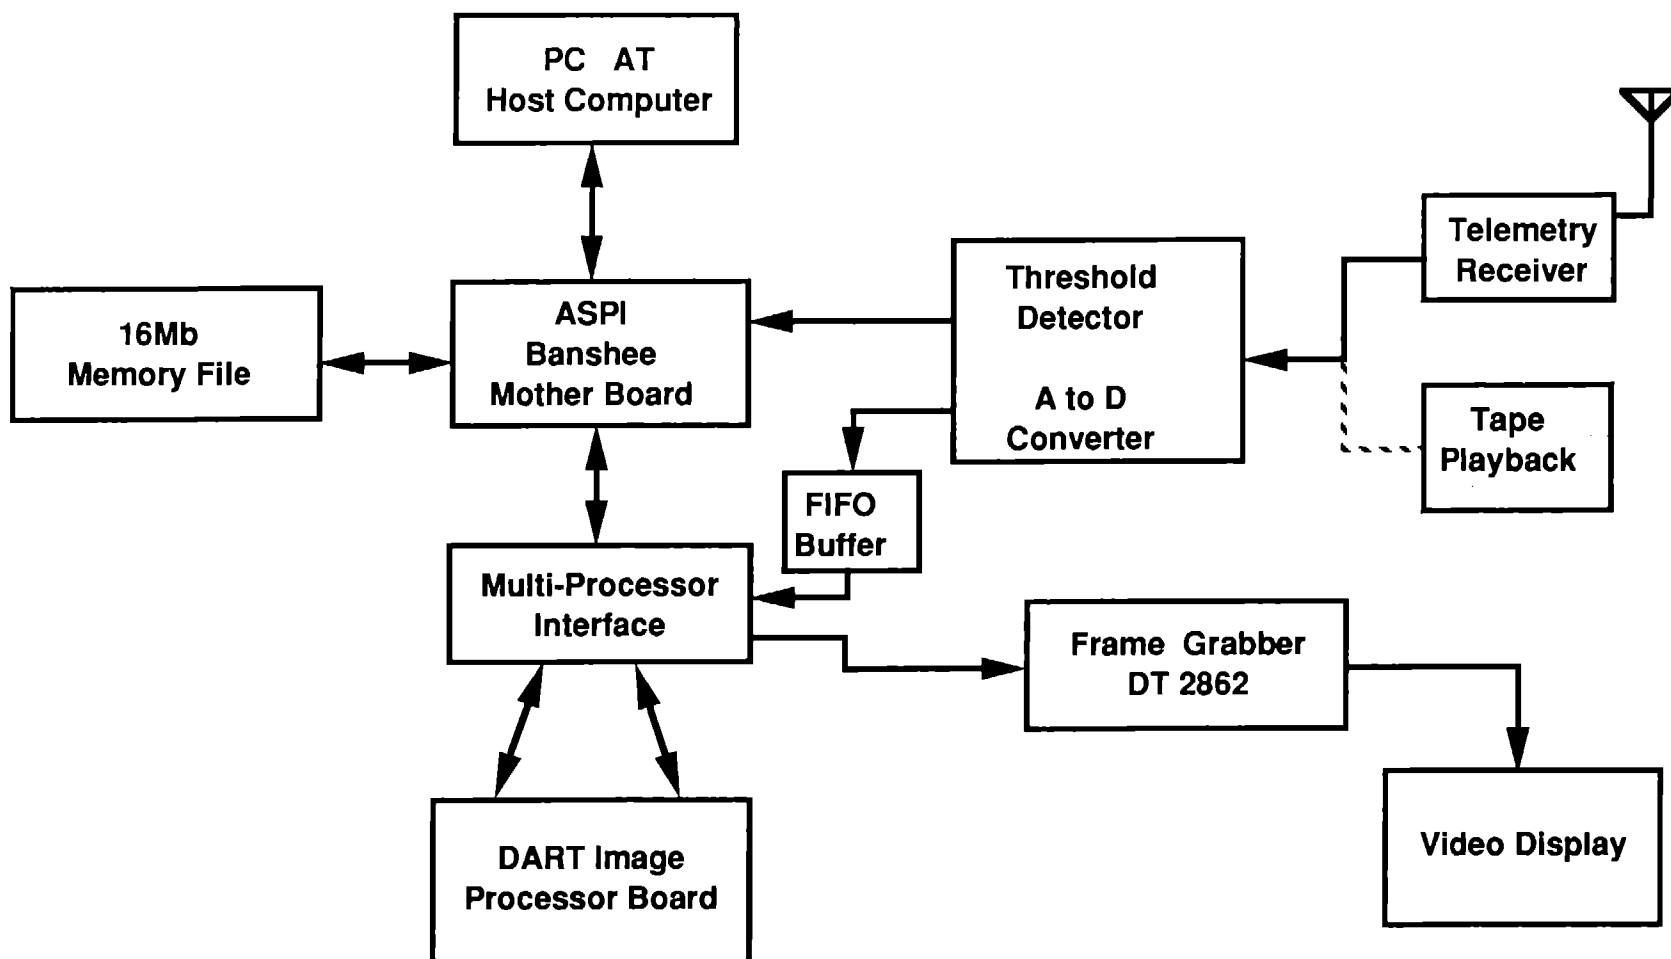 PC AT
Host Computer
Telemetry
Receiver
Threshold
Detector
A to D
Converter
ASPI
Banshee
Mother Board
16Mb
Memory File
Tape
Playback
FIFO
Buffer
Multi-Processor
Interface
Frame Grabber
DT 2862
Video Display
DART Image
Processor Board